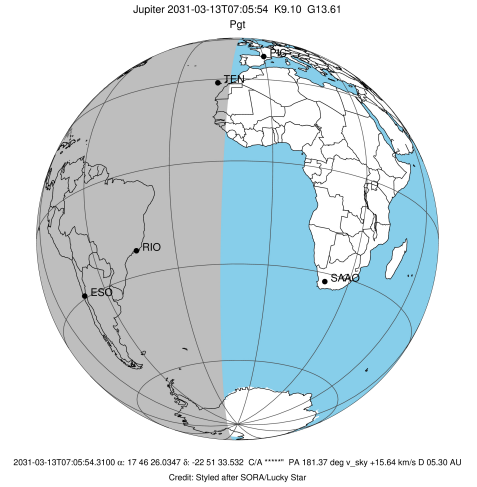 Jupiter 2031-03-13T07:05:54 K9.10 G13.61
Pgt
PIC
TEN
RIO
SAAO
ESO
2031-03-13T07:05:54.3100 α: 17 46 26.0347 δ: -22 51 33.532 C/A *****" PA 181.37 deg v_sky +15.64 km/s D 05.30 AU
Credit: Styled after SORA/Lucky Star